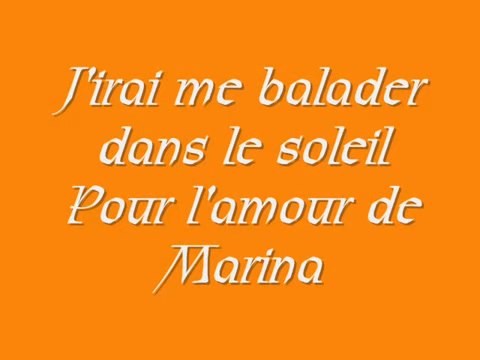 J'irai me balader
dans le soleil
Pour l'amour de
Marina